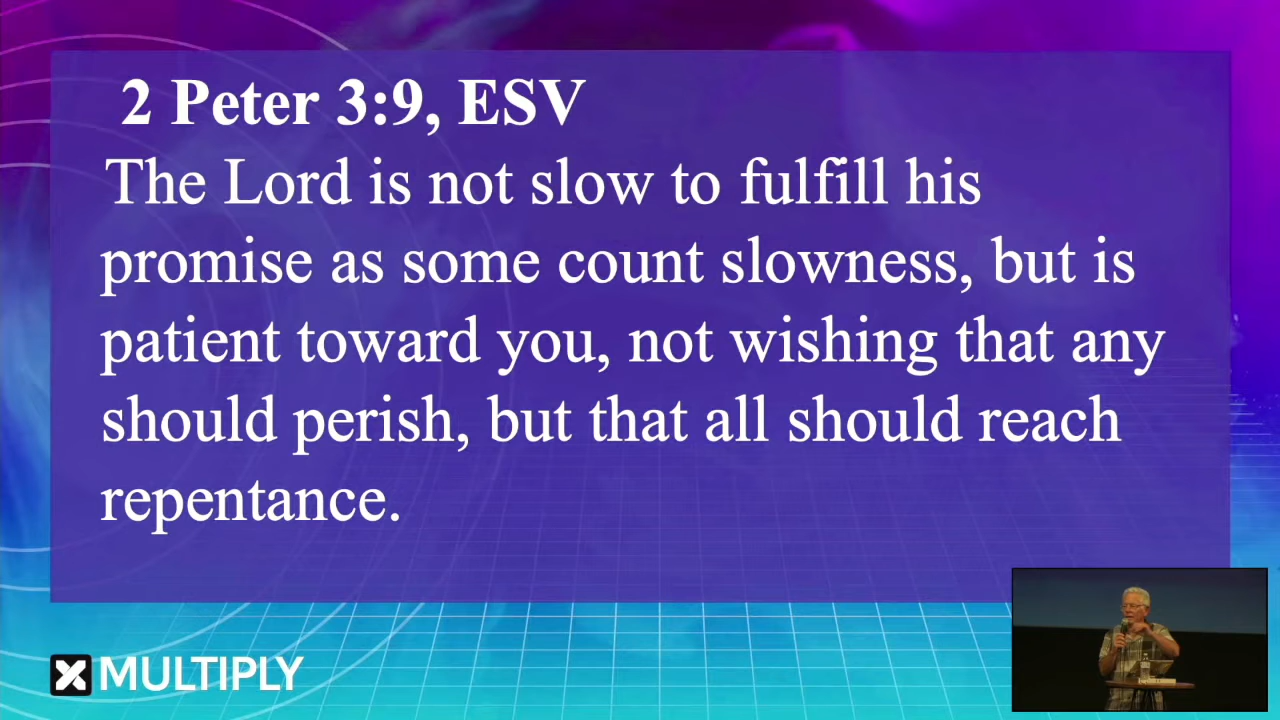 2 Peter 3:9, ESV
The Lord is not slow to fulfill his
promise as some count slowness, but is
patient toward you, not wishing that any
should perish, but that all should reach
repentance.
MULTIPLY